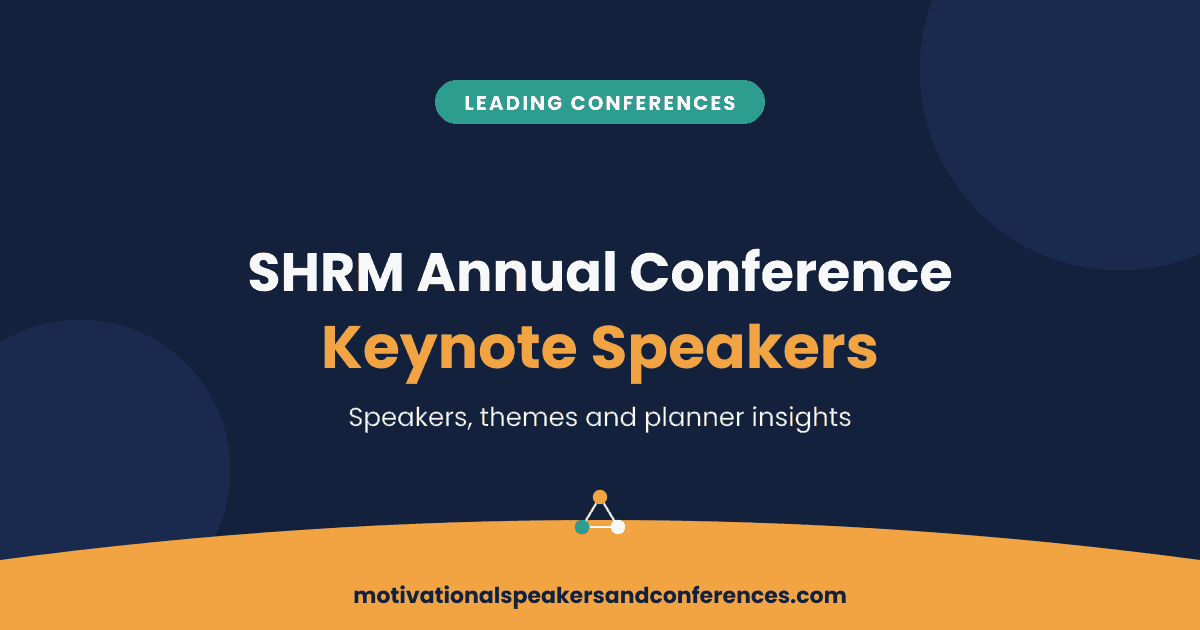 LEADING CONFERENCES
SHRM Annual Conference
Keynote Speakers
Speakers, themes and planner insights
motivationalspeakersandconferences.com